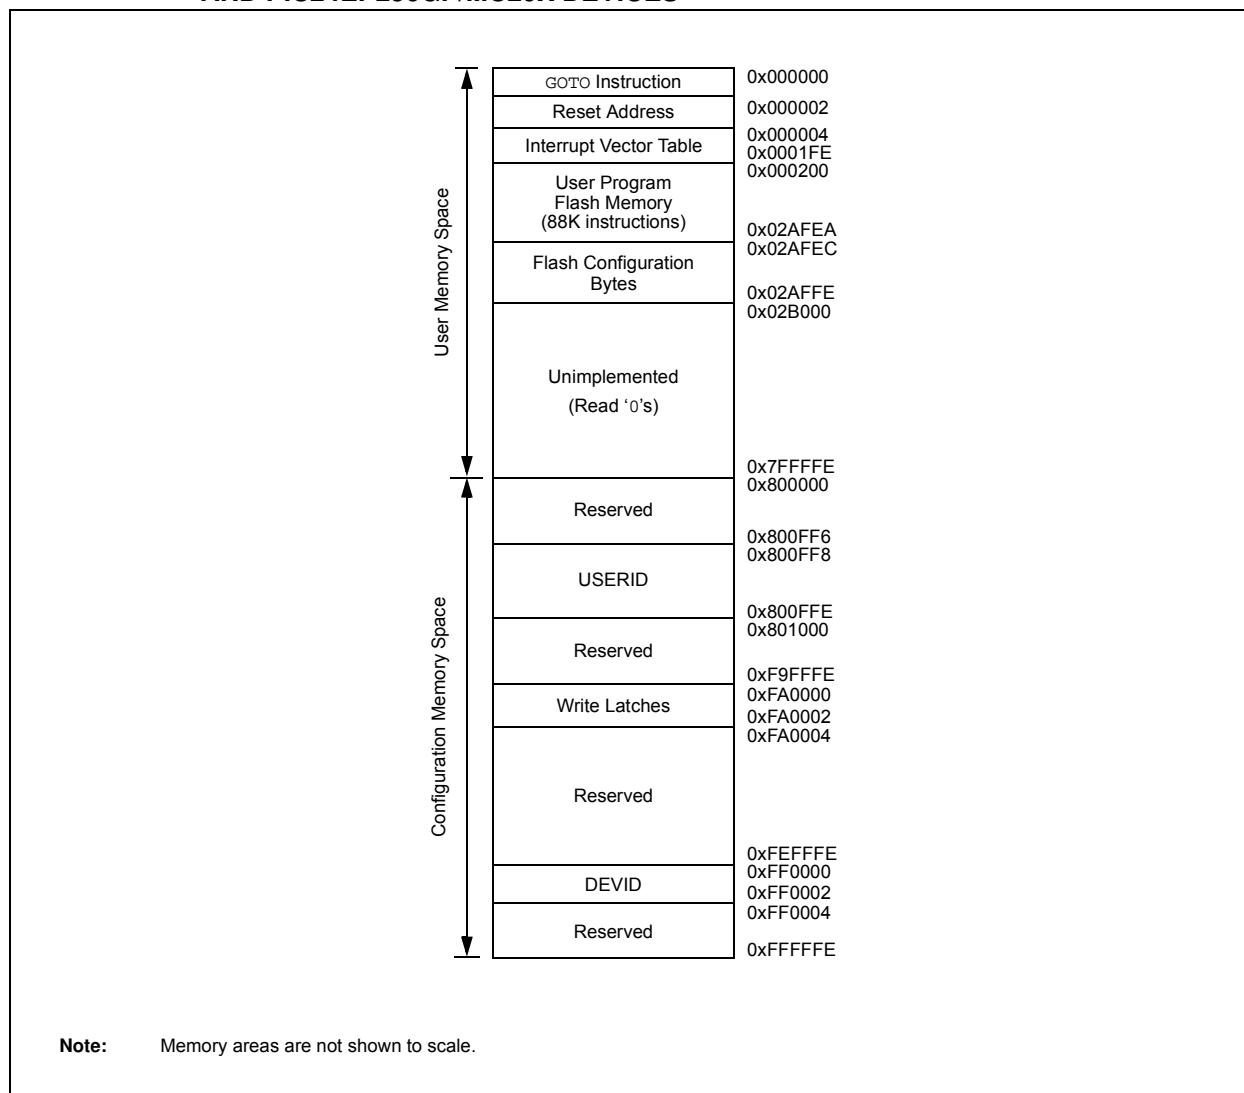 GOTO Instruction
0x000000
Reset Address
0x000002
Interrupt Vector Table
0x000004
0x0001FE
0x000200
User Program
Flash Memory
(88K instructions)
0x02AFEA
0x02AFEC
Flash Configuration
Bytes
0x02AFFE
0x02B000
User Memory Space
Unimplemented
(Read ‘0’s)
0x7FFFFE
0x800000
Reserved
0x800FF6
0x800FF8
USERID
0x800FFE
0x801000
Configuration Memory Space
Reserved
0xF9FFFE
0xFA0000
Write Latches
0xFA0002
0xFA0004
Reserved
0xFEFFFE
0xFF0000
DEVID
0xFF0002
0xFF0004
Reserved
0xFFFFFE
Note: Memory areas are not shown to scale.